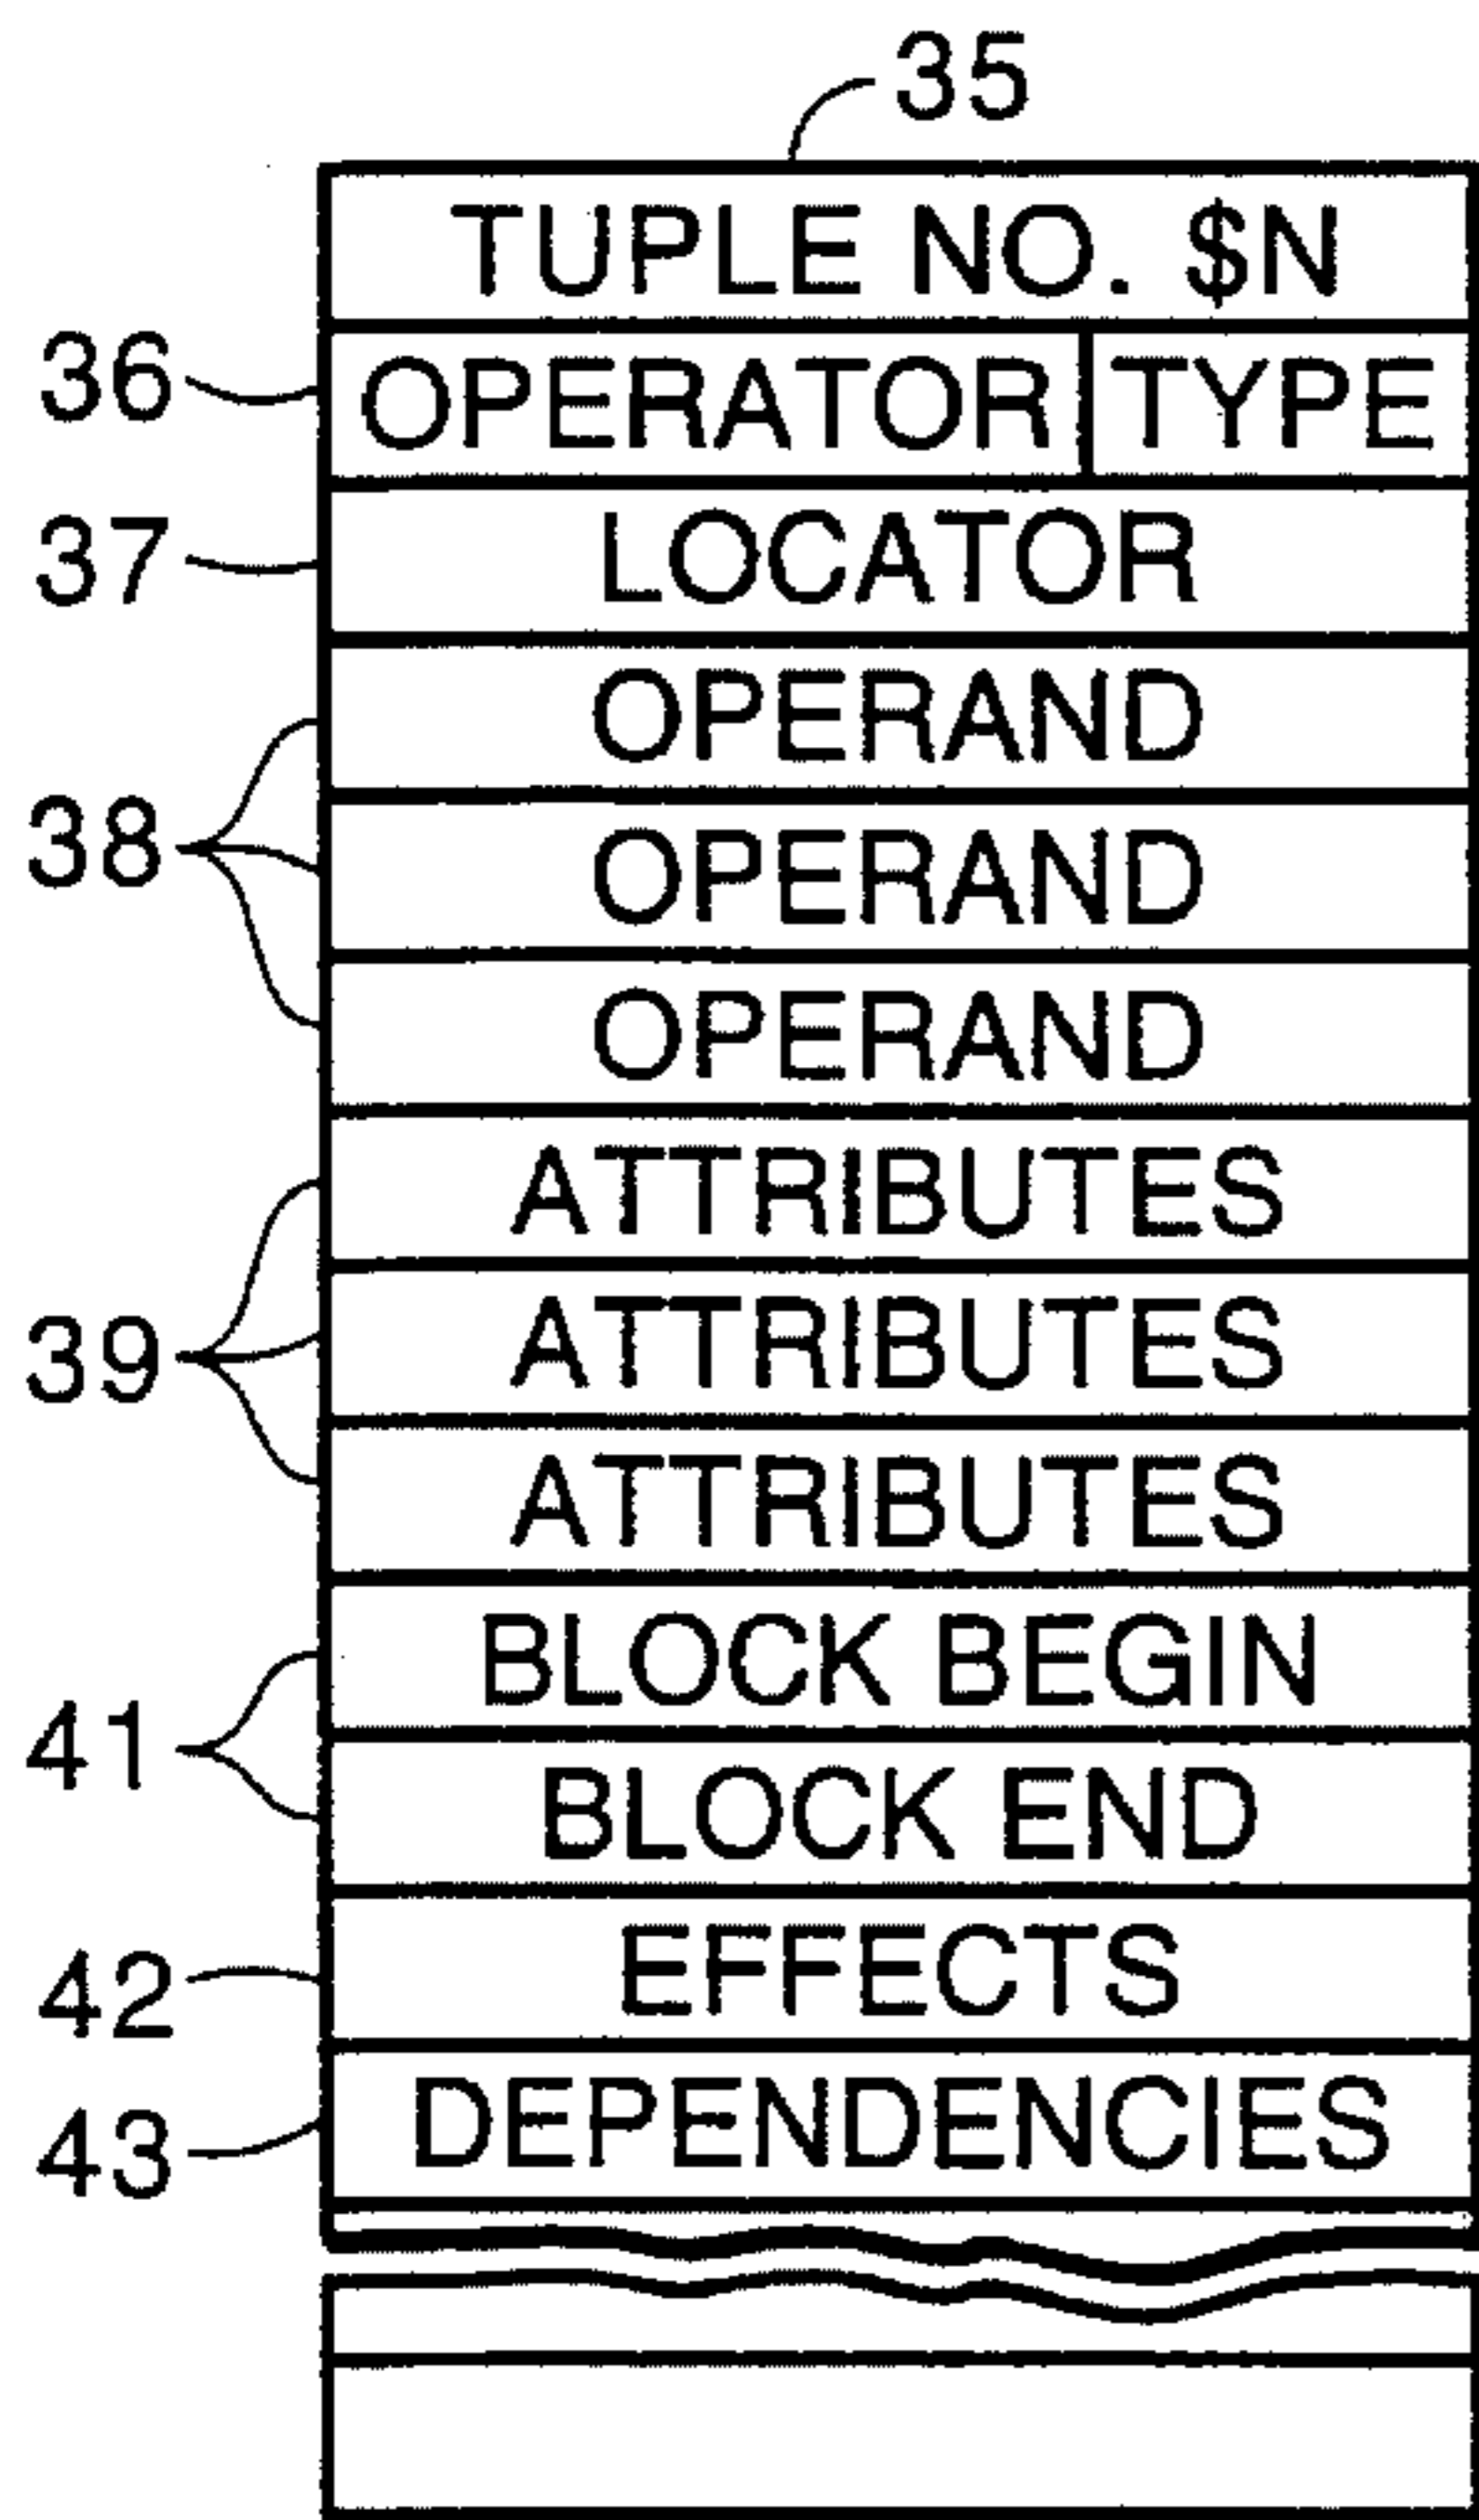 35
TUPLE NO. $N
36 OPERATOR TYPE
37 LOCATOR
OPERAND
38 OPERAND
OPERAND
ATTRIBUTES
39 ATTRIBUTES
ATTRIBUTES
BLOCK BEGIN
41
BLOCK END
42 EFFECTS
43 DEPENDENCIES